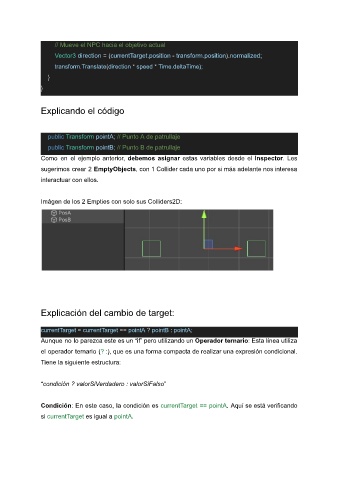 // Mueve el NPC hacia el objetivo actual
Vector3 direction = (currentTarget.position - transform.position).normalized;
transform.Translate(direction * speed * Time.deltaTime);
}
}
Explicando el código
public Transform pointA; // Punto A de patrullaje
public Transform pointB; // Punto B de patrullaje
Como en el ejemplo anterior, debemos asignar estas variables desde el Inspector. Les
sugerimos crear 2 EmptyObjects, con 1 Collider cada uno por si más adelante nos interesa
interactuar con ellos.
Imágen de los 2 Empties con solo sus Colliders2D:
PosA
PosB
Explicación del cambio de target:
currentTarget = currentTarget == pointA ? pointB : pointA;
Aunque no lo parezca este es un “if” pero utilizando un Operador ternario: Esta línea utiliza
el operador ternario (? :), que es una forma compacta de realizar una expresión condicional.
Tiene la siguiente estructura:
“condición ? valorSiVerdadero : valorSiFalso”
Condición: En este caso, la condición es currentTarget == pointA. Aquí se está verificando
si currentTarget es igual a pointA.